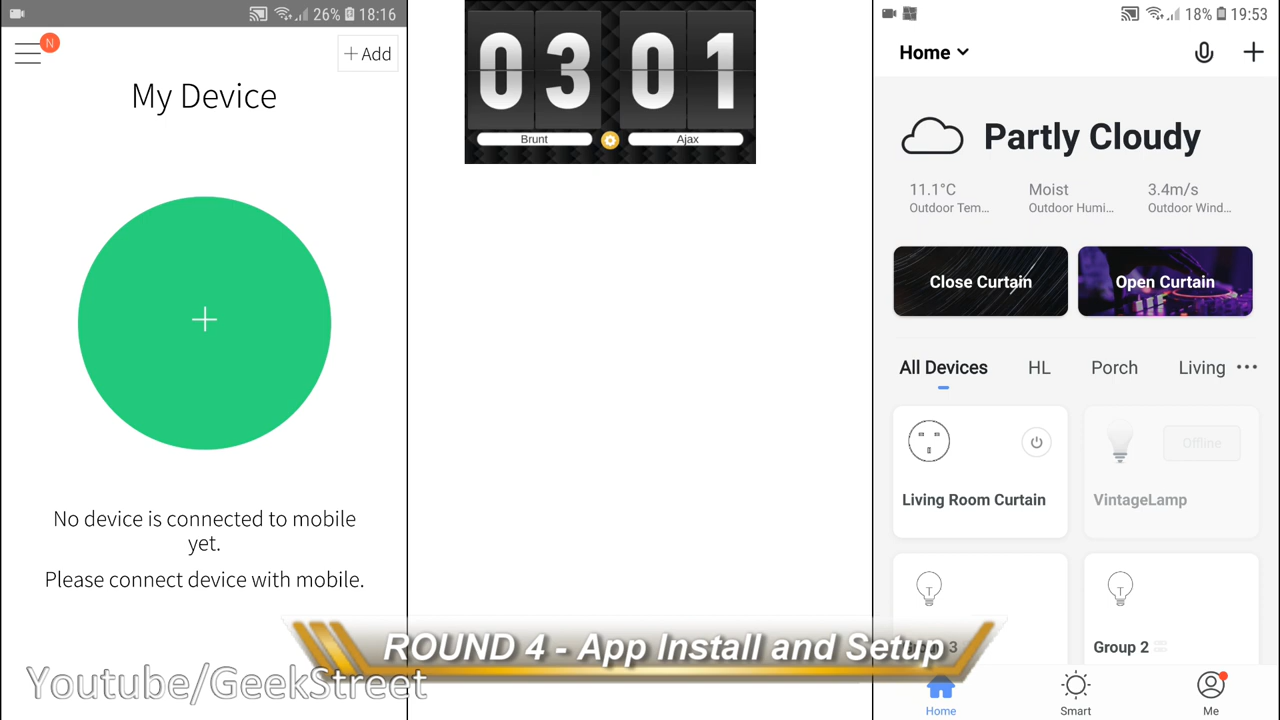 26% 18:16
N
+ Add
My Device
No device is connected to mobile
yet.
Please connect device with mobile.
03 01
Brunt Ajax
18% 19:53
Home
Partly Cloudy
11.1°C Moist 3.4m/s
Outdoor Tem... Outdoor Humi... Outdoor Wind...
Close Curtain Open Curtain
All Devices HL Porch Living
Offline
Living Room Curtain VintageLamp
T T
3 Group 2
Home Smart Me
ROUND 4 - App Install and Setup
Youtube/GeekStreet